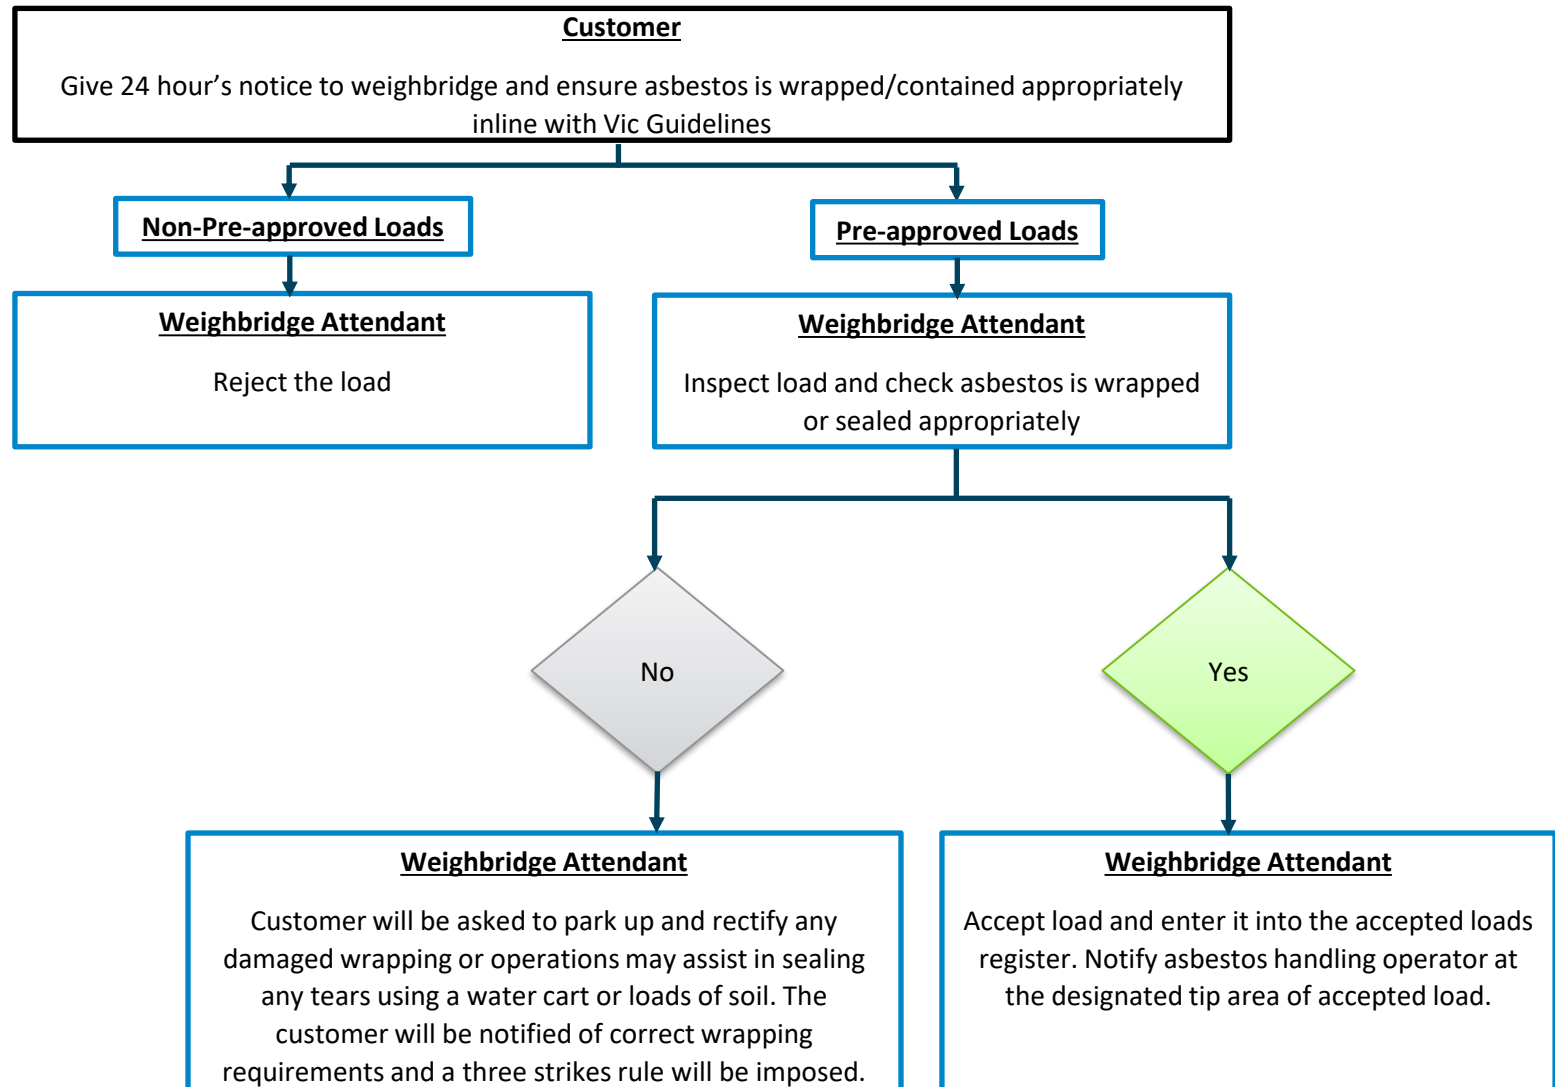 Customer
Give 24 hour’s notice to weighbridge and ensure asbestos is wrapped/contained appropriately
inline with Vic Guidelines
Non-Pre-approved Loads
Pre-approved Loads
Weighbridge Attendant
Reject the load
Weighbridge Attendant
Inspect load and check asbestos is wrapped
or sealed appropriately
No
Yes
Weighbridge Attendant
Customer will be asked to park up and rectify any
damaged wrapping or operations may assist in sealing
any tears using a water cart or loads of soil. The
customer will be notified of correct wrapping
requirements and a three strikes rule will be imposed.
Weighbridge Attendant
Accept load and enter it into the accepted loads
register. Notify asbestos handling operator at
the designated tip area of accepted load.